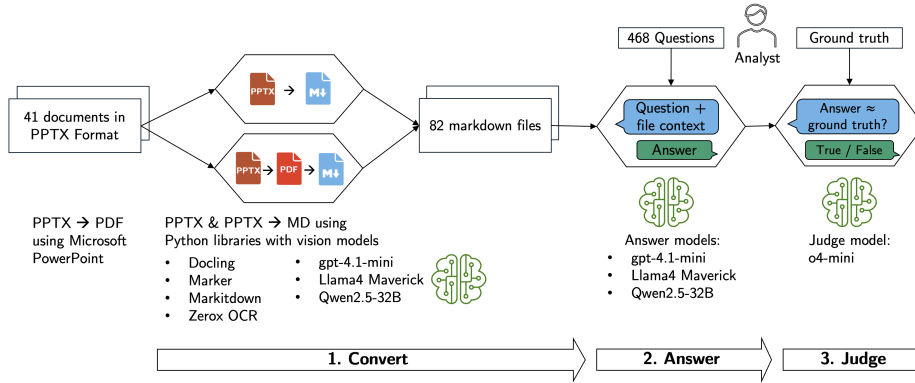 468 Questions
Ground truth
Analyst
41 documents in
PPTX Format
PPTX → M↓
PPTX → PDF → M↓
82 markdown files
Question +
file context
Answer
Answer ≈
ground truth?
True / False
PPTX → PDF
using Microsoft
PowerPoint
PPTX & PPTX → MD using
Python libraries with vision models
• Docling
• Marker
• Markitdown
• Zerox OCR
• gpt-4.1-mini
• Llama4 Maverick
• Qwen2.5-32B
Answer models:
• gpt-4.1-mini
• Llama4 Maverick
• Qwen2.5-32B
Judge model:
o4-mini
1. Convert
2. Answer
3. Judge